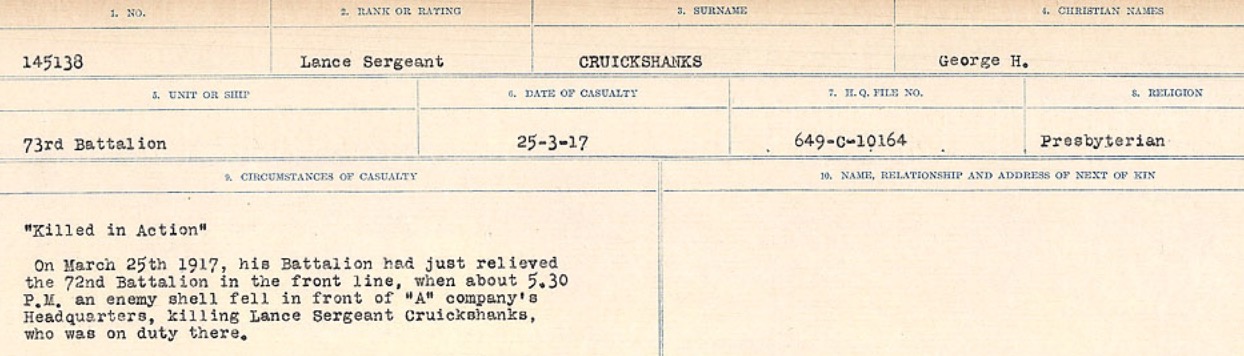 1. NO. 2. RANK OR RATING 3. SURNAME 4. CHRISTIAN NAMES
145138 Lance Sergeant CRUICKSHANKS George H.
5. UNIT OR SHIP 6. DATE OF CASUALTY 7. H.Q. FILE NO. 8. RELIGION
73rd Battalion 25-3-17 649-C-10164 Presbyterian
9. CIRCUMSTANCES OF CASUALTY 10. NAME, RELATIONSHIP AND ADDRESS OF NEXT OF KIN
"Killed in Action"
On March 25th 1917, his Battalion had just relieved
the 72nd Battalion in the front line, when about 5.30
P.M. an enemy shell fell in front of "A" company's
Headquarters, killing Lance Sergeant Cruickshanks,
who was on duty there.